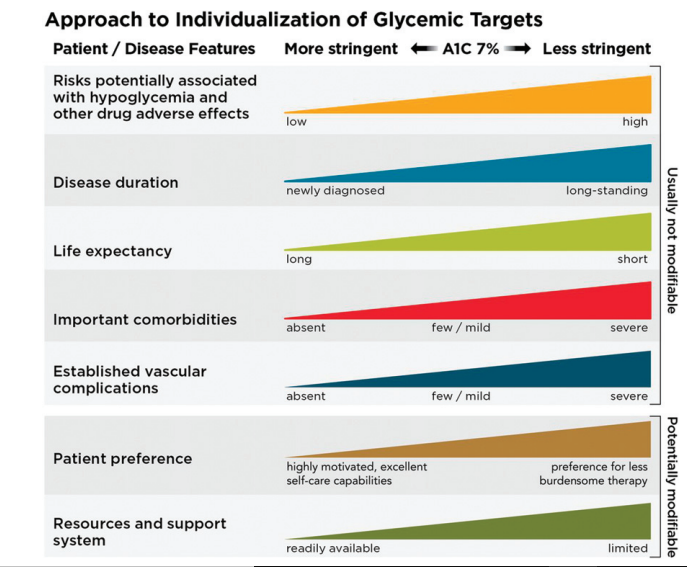 Approach to Individualization of Glycemic Targets
Patient / Disease Features
More stringent ← A1C 7% → Less stringent
Risks potentially associated
with hypoglycemia and
other drug adverse effects
low
high
Disease duration
newly diagnosed
long-standing
Life expectancy
long
short
Important comorbidities
absent
few / mild
severe
Established vascular
complications
absent
few / mild
severe
Usually not modifiable
Patient preference
highly motivated, excellent
self-care capabilities
preference for less
burdensome therapy
Resources and support
system
readily available
limited
Potentially modifiable